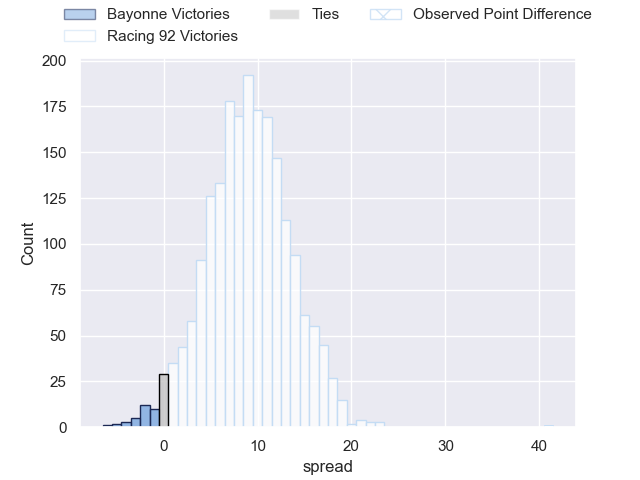 Bayonne Victories
Ties
Observed Point Difference
Racing 92 Victories
200
175
150
125
100
75
50
25
0
Count
0 10 20 30 40
spread